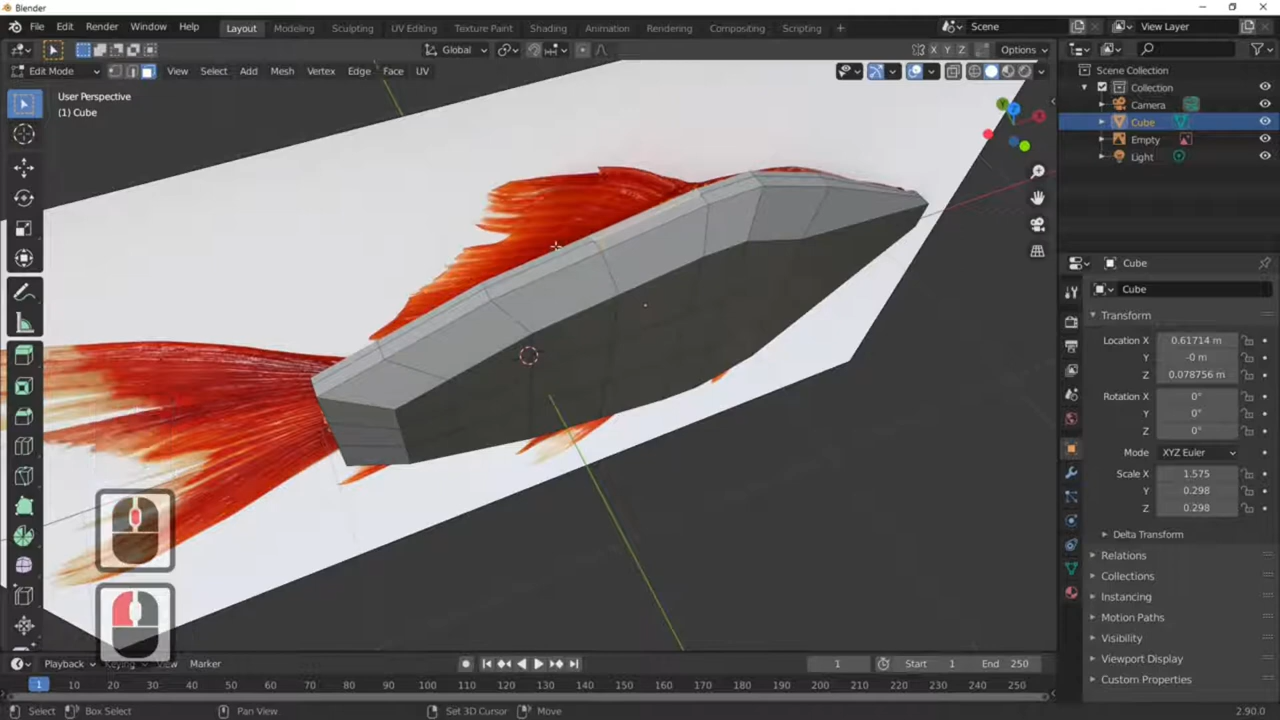 Blender
File Edit Render Window Help Layout Modeling Sculpting UV Editing Texture Paint Shading Animation Rendering Compositing Scripting + Scene View Layer
Global X Y Z Options
Edit Mode View Select Add Mesh Vertex Edge Face UV
User Perspective
(1) Cube
Scene Collection
Collection
Camera
Cube
Empty
Light
Cube
Cube
Transform
Location X 0.61714 m
Y -0 m
Z 0.078756 m
Rotation X 0°
Y 0°
Z 0°
Mode XYZ Euler
Scale X 1.575
Y 0.298
Z 0.298
Delta Transform
Relations
Collections
Instancing
Motion Paths
Visibility
Viewport Display
Custom Properties
Playback Keying View Marker 1 Start 1 End 250
1 10 20 30 40 50 60 70 80 90 100 110 120 130 140 150 160 170 180 190 200 210 220 230 240 250
Select Box Select Pan View Set 3D Cursor Move 2.90.0